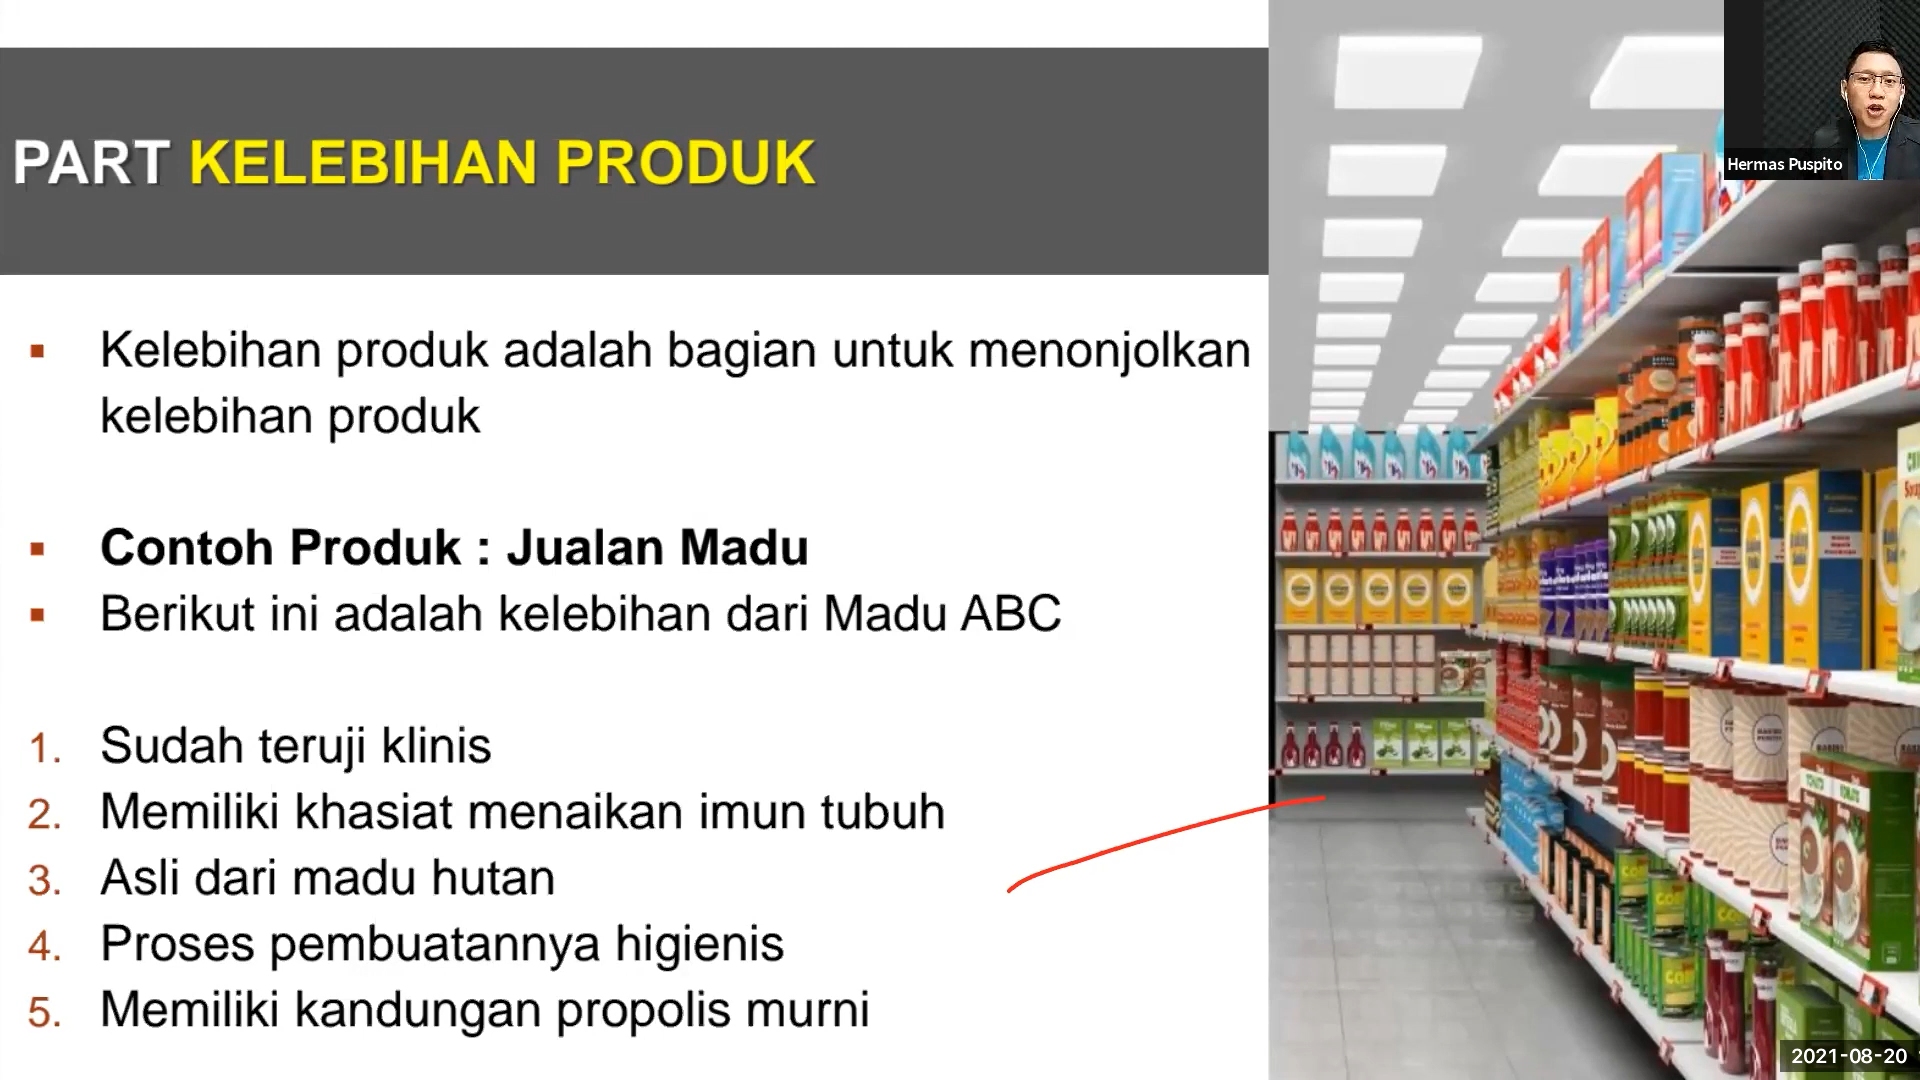 PART KELEBIHAN PRODUK
Hermas Puspito
▪ Kelebihan produk adalah bagian untuk menonjolkan
kelebihan produk
▪ Contoh Produk : Jualan Madu
▪ Berikut ini adalah kelebihan dari Madu ABC
1. Sudah teruji klinis
2. Memiliki khasiat menaikan imun tubuh
3. Asli dari madu hutan
4. Proses pembuatannya higienis
5. Memiliki kandungan propolis murni
2021-08-20